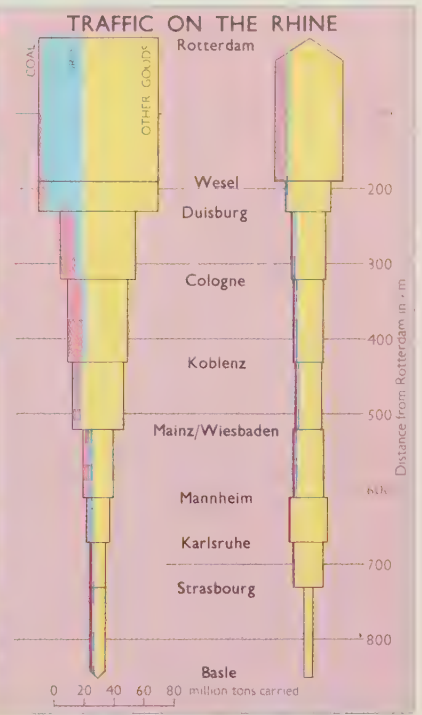 TRAFFIC ON THE RHINE
Rotterdam
COAL
OTHER GOODS
Wesel
200
Duisburg
300
Cologne
400
Koblenz
500
Mainz/Wiesbaden
Mannheim
Karlsruhe
700
Strasbourg
800
Basle
0 20 40 60 80 million tons carried
Distance from Rotterdam in